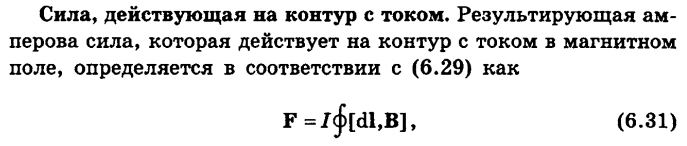 Сила, действующая на контур с током. Результирующая ам-
перова сила, которая действует на контур с током в магнитном
поле, определяется в соответствии с (6.29) как
F = I∮[dl,B], (6.31)